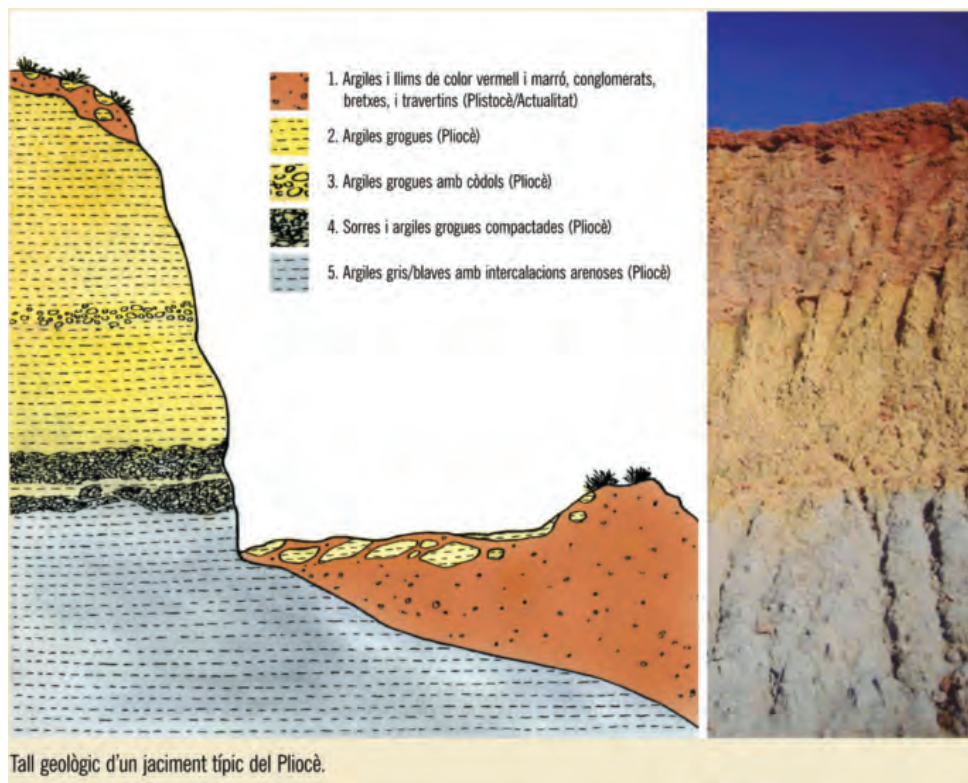 1. Argiles i llims de color vermell i marró, conglomerats,
bretxes, i travertins (Plistocè/Actualitat)
2. Argiles grogues (Pliocè)
3. Argiles grogues amb còdols (Pliocè)
4. Sorres i argiles grogues compactades (Pliocè)
5. Argiles gris/blaves amb intercalacions arenoses (Pliocè)
Tall geològic d'un jaciment típic del Pliocè.